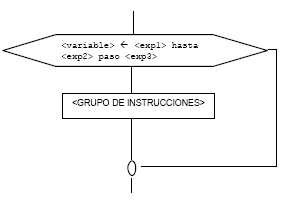 <variable> ← <exp1> hasta
<exp2> paso <exp3>
<GRUPO DE INSTRUCCIONES>